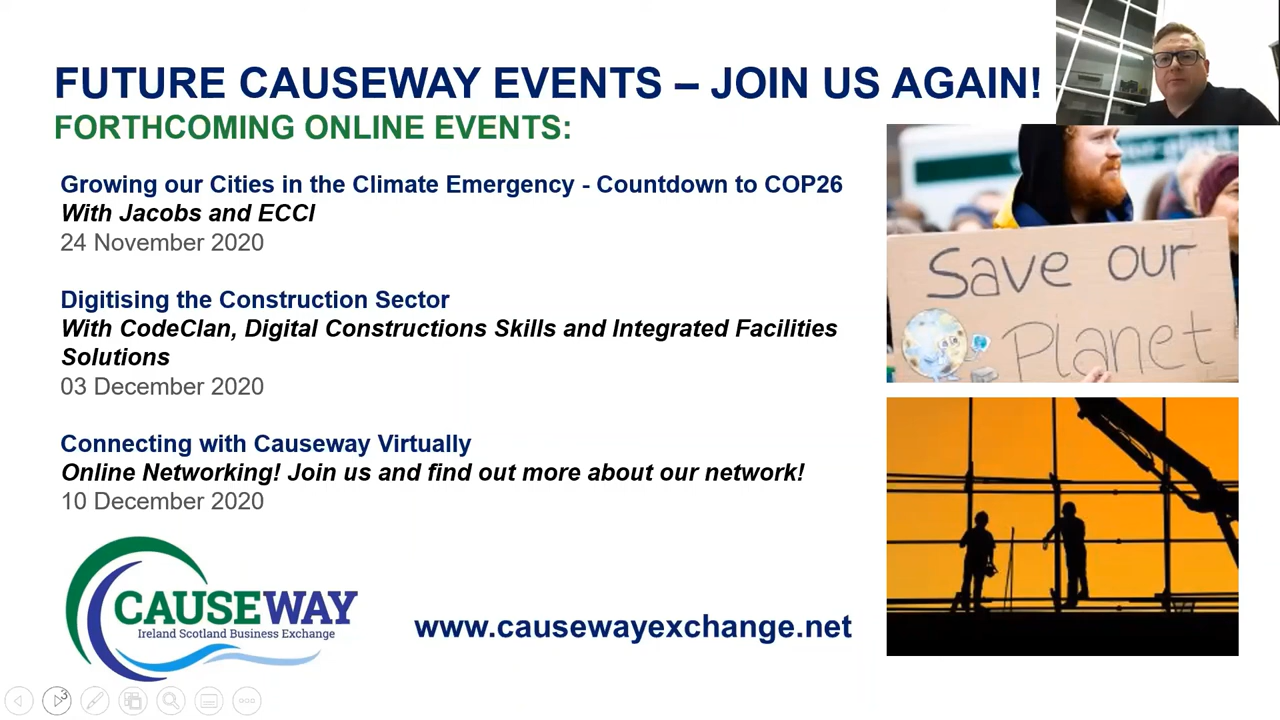 FUTURE CAUSEWAY EVENTS – JOIN US AGAIN!
FORTHCOMING ONLINE EVENTS:
Growing our Cities in the Climate Emergency - Countdown to COP26
With Jacobs and ECCI
24 November 2020
Digitising the Construction Sector
With CodeClan, Digital Constructions Skills and Integrated Facilities
Solutions
03 December 2020
Connecting with Causeway Virtually
Online Networking! Join us and find out more about our network!
10 December 2020
CAUSEWAY
Ireland Scotland Business Exchange
www.causewayexchange.net
Save our
Planet
3